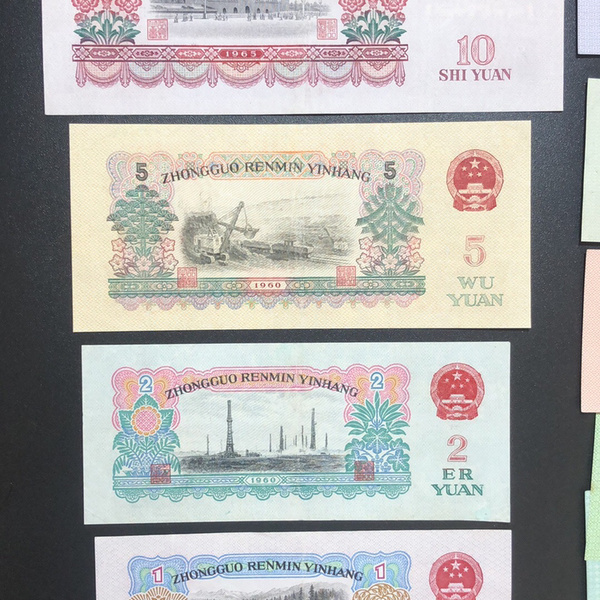 1965
10
SHI YUAN
5
ZHONGGUO RENMIN YINHANG
5
5
WU
YUAN
1960
2
ZHONGGUO RENMIN YINHANG
2
2
ER
YUAN
1960
1
ZHONGGUO RENMIN YINHANG
1